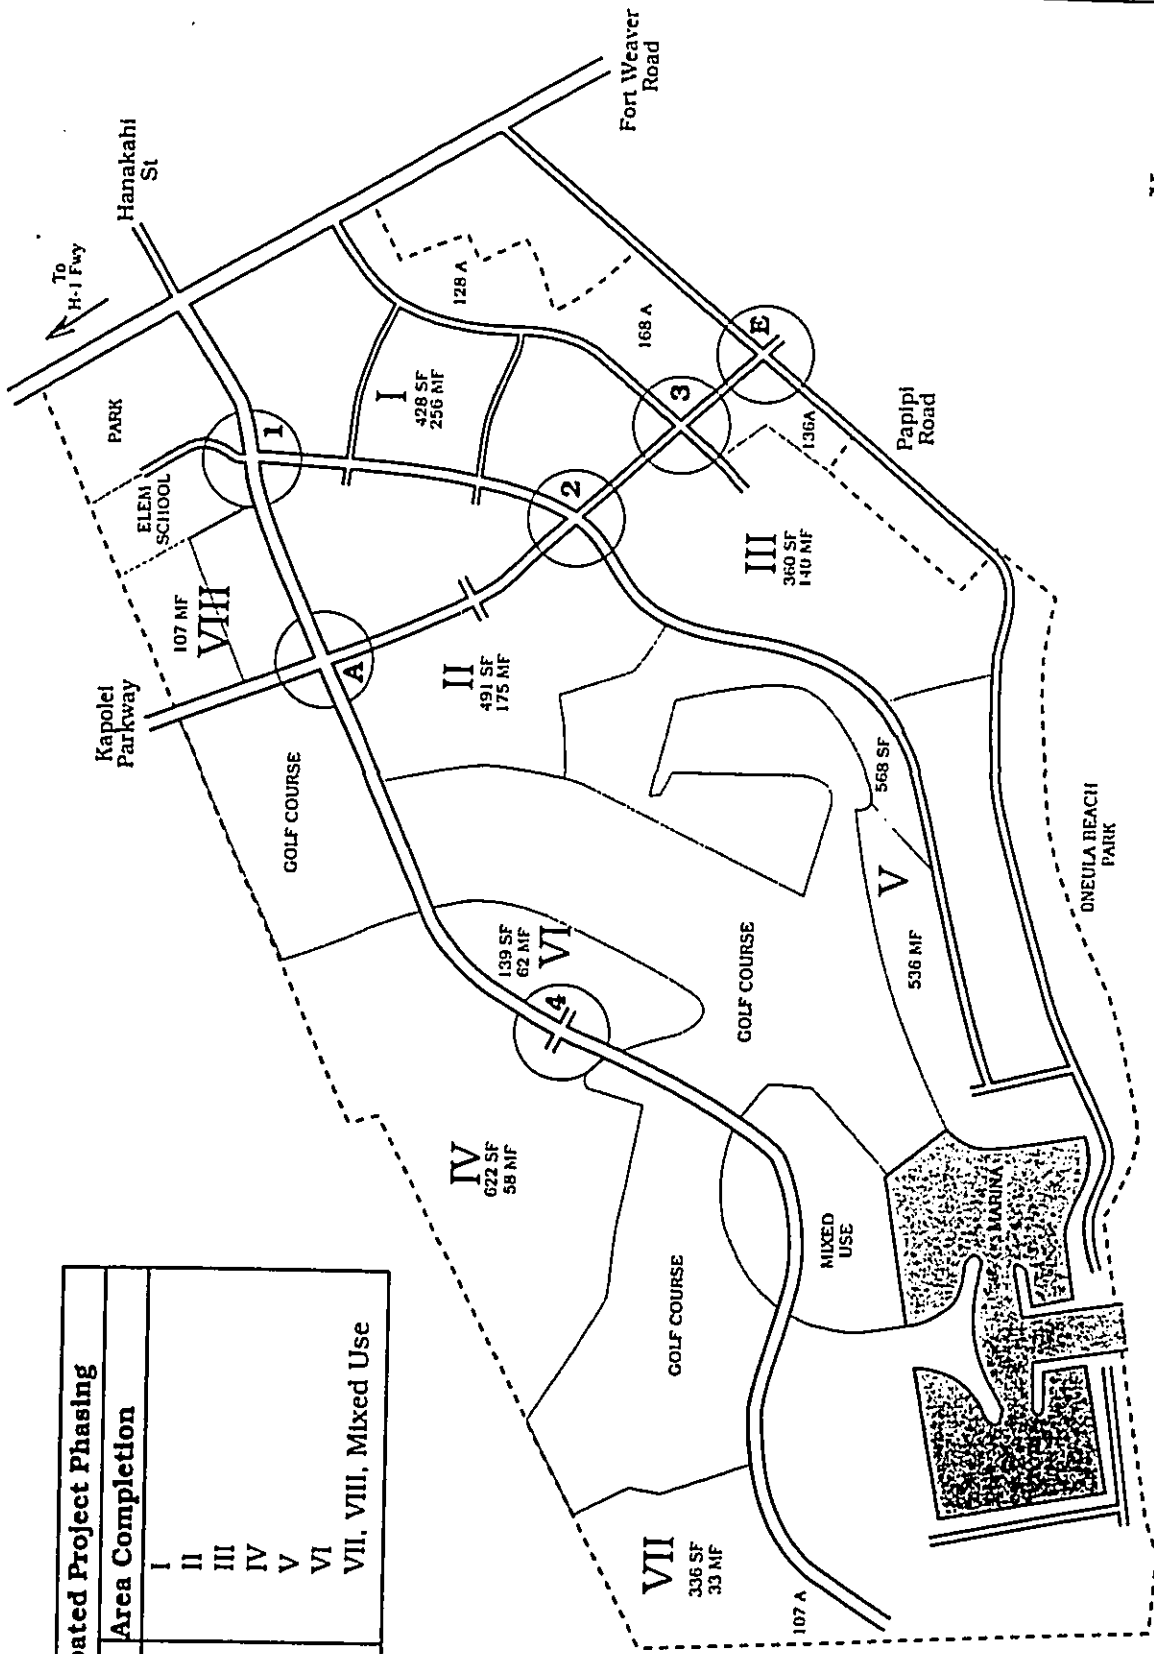 pated Project Phasing
Area Completion
I
II
III
IV
V
VI
VII, VIII, Mixed Use
To
H-1 Fwy
Hanakahi
St
Fort Weaver
Road
PARK
ELEM
SCHOOL
1
107 MF
VIII
Kapolei
Parkway
A
I
428 SF
256 MF
128 A
168 A
E
3
2
136A
Papipi
Road
III
360 SF
140 MF
II
491 SF
175 MF
GOLF COURSE
139 SF
62 MF
VI
4
GOLF COURSE
568 SF
V
536 MF
ONEULA BEACH
PARK
IV
622 SF
58 MF
GOLF COURSE
MIXED
USE
MARINA
VII
336 SF
33 MF
107 A